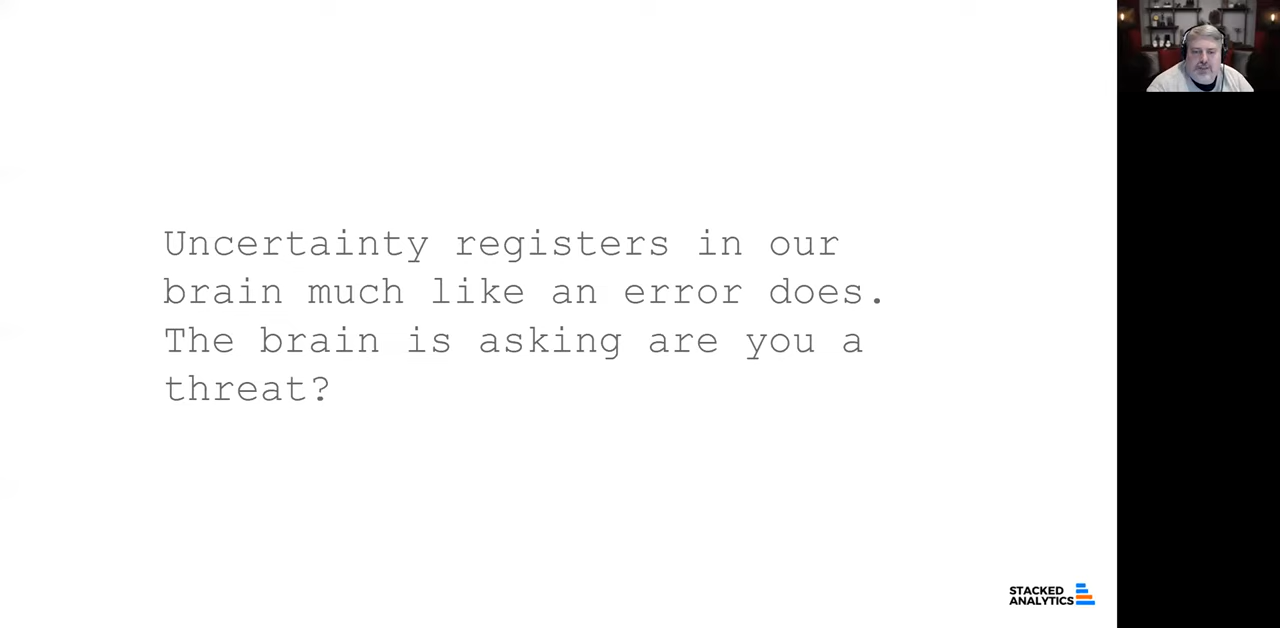 Uncertainty registers in our
brain much like an error does.
The brain is asking are you a
threat?
STACKED
ANALYTICS